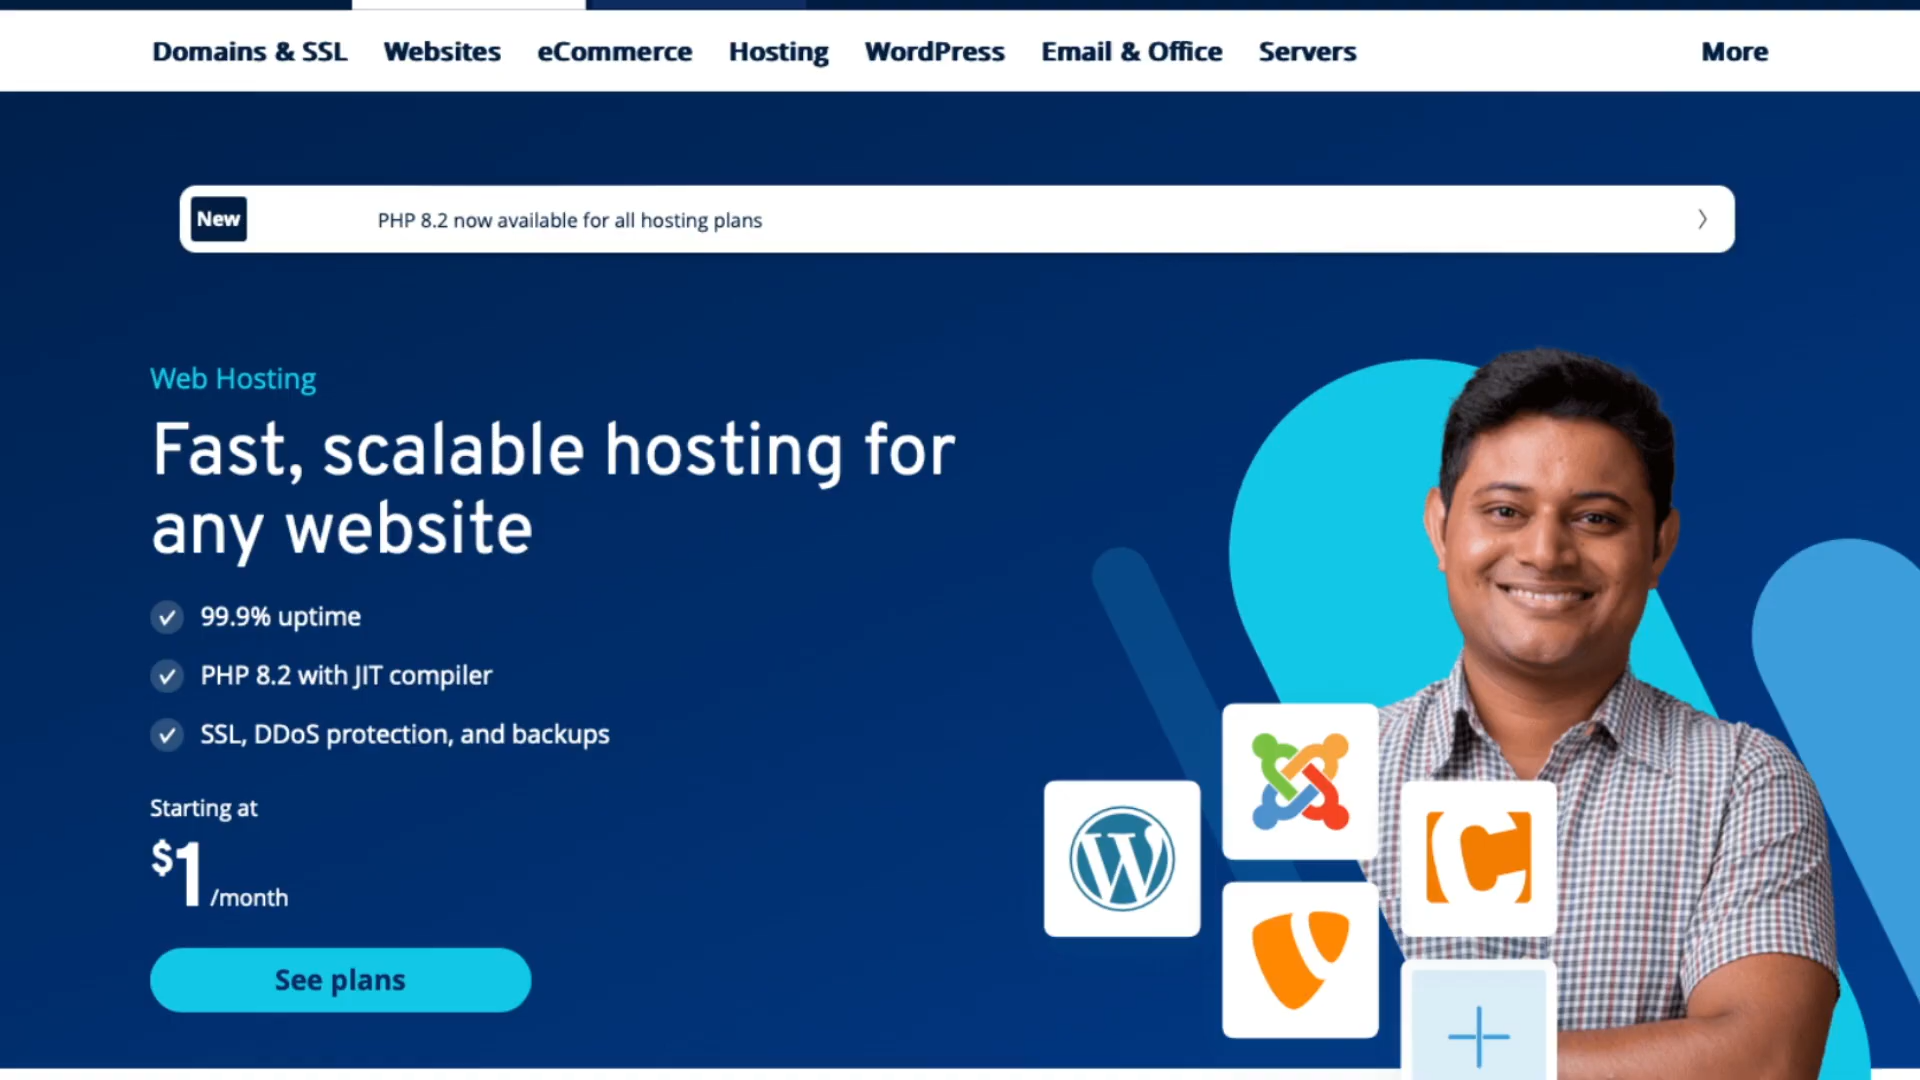 Domains & SSL Websites eCommerce Hosting WordPress Email & Office Servers More
New PHP 8.2 now available for all hosting plans
Web Hosting
Fast, scalable hosting for
any website
99.9% uptime
PHP 8.2 with JIT compiler
SSL, DDoS protection, and backups
Starting at
$1 /month
See plans